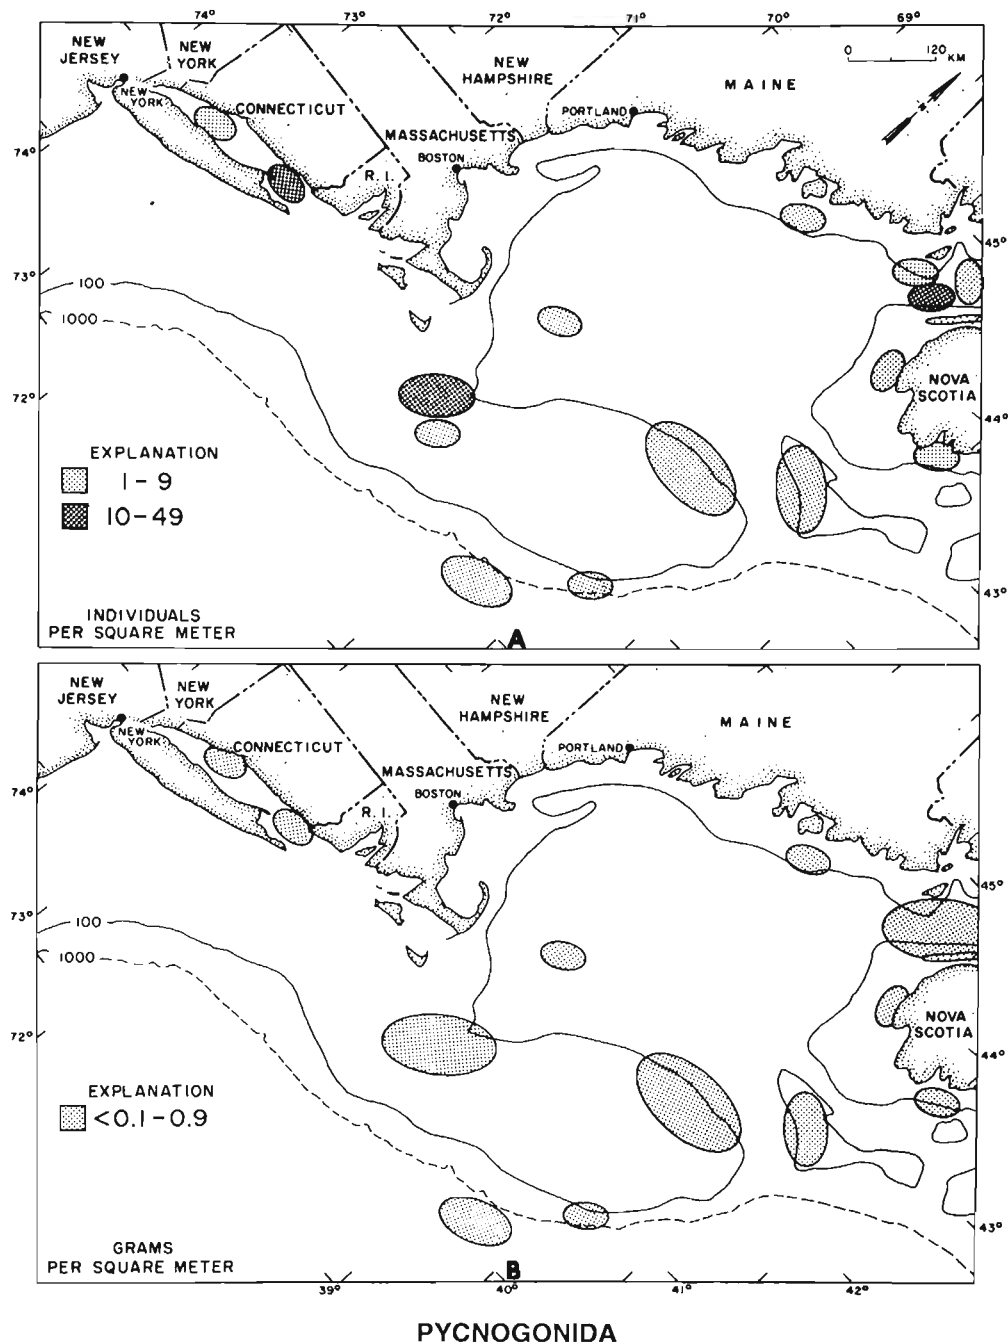 74° 73° 72° 71° 70° 69°
NEW
JERSEY
NEW
YORK
NEW
YORK
CONNECTICUT
NEW
HAMPSHIRE
MAINE
0 120
KM
PORTLAND
MASSACHUSETTS
BOSTON
R. I.
74°
73°
72°
45°
44°
43°
100
1000
NOVA
SCOTIA
EXPLANATION
1-9
10-49
INDIVIDUALS
PER SQUARE METER
A
NEW
JERSEY
NEW
YORK
NEW
YORK
CONNECTICUT
NEW
HAMPSHIRE
MAINE
PORTLAND
MASSACHUSETTS
BOSTON
R. I.
74°
73°
72°
45°
44°
43°
100
1000
NOVA
SCOTIA
EXPLANATION
<0.1-0.9
GRAMS
PER SQUARE METER
B
39° 40° 41° 42°
PYCNOGONIDA